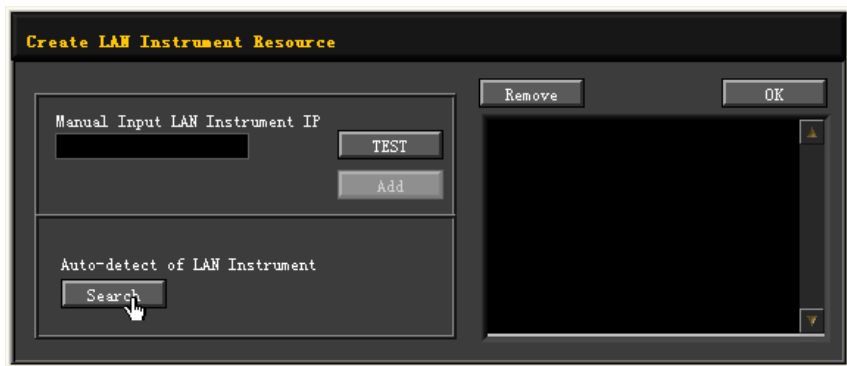 Create LAN Instrument Resource
Remove
OK
Manual Input LAN Instrument IP
TEST
Add
Auto-detect of LAN Instrument
Search